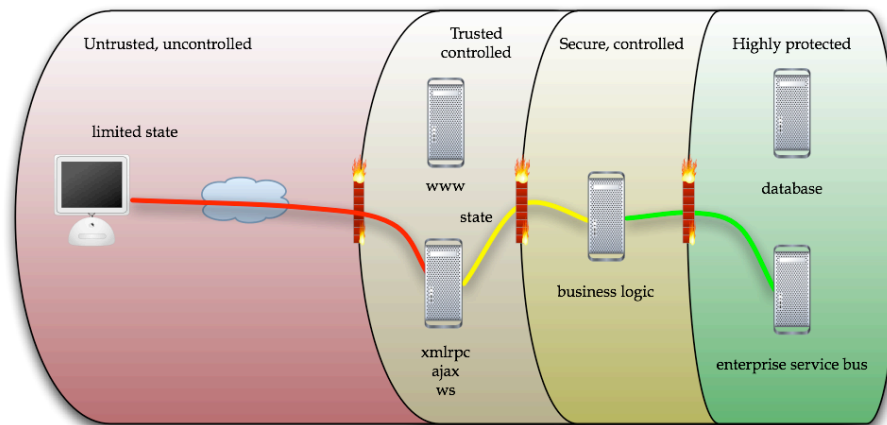 Untrusted, uncontrolled
Trusted
controlled
Secure, controlled
Highly protected
limited state
www
state
database
business logic
xmlrpc
ajax
ws
enterprise service bus